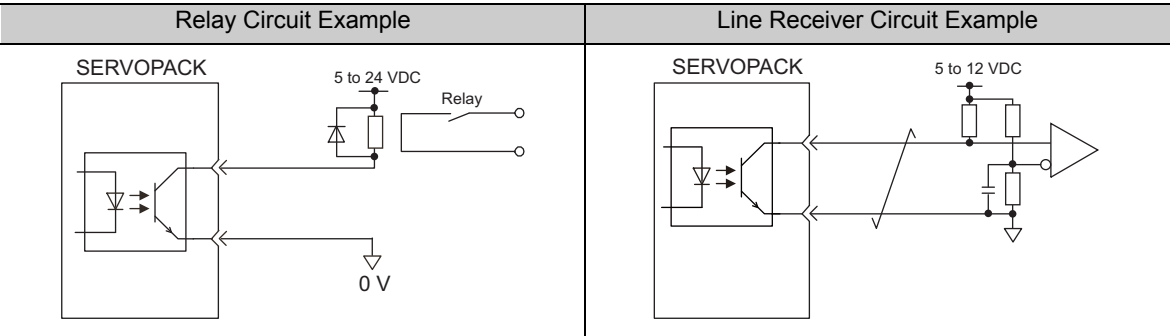 Relay Circuit Example
Line Receiver Circuit Example
SERVOPACK
5 to 24 VDC
Relay
0 V
SERVOPACK
5 to 12 VDC